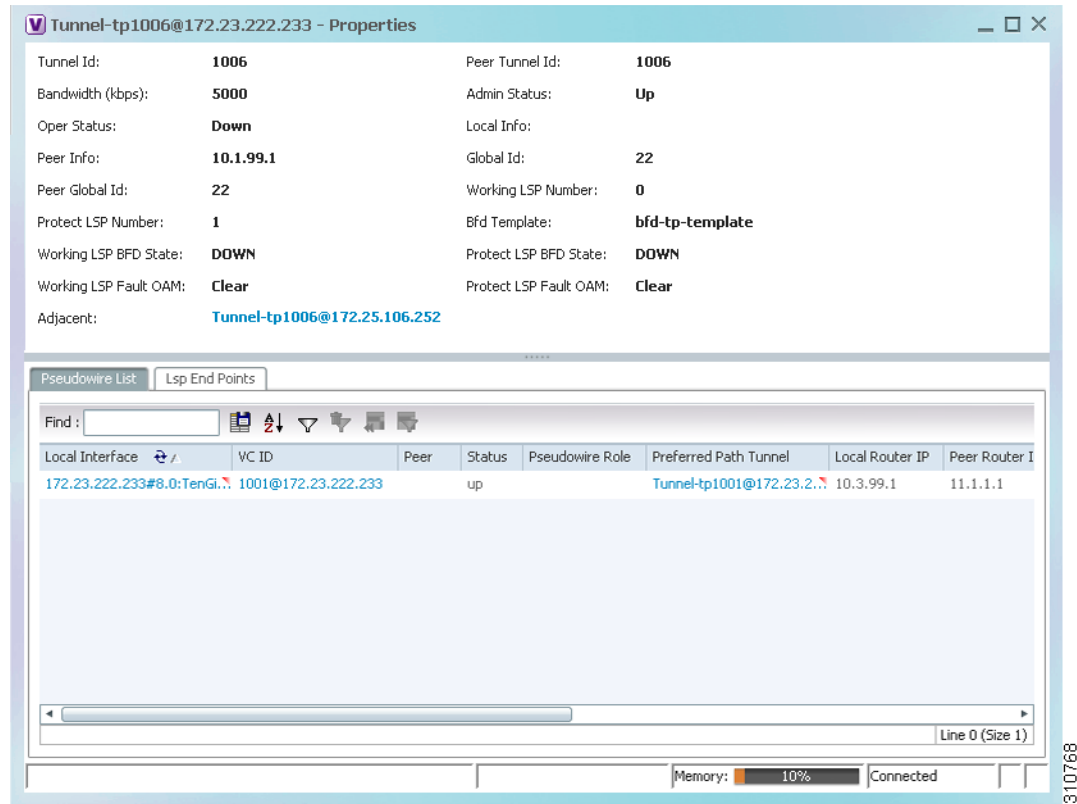 V Tunnel-tp1006@172.23.222.233 - Properties
Tunnel Id: 1006 Peer Tunnel Id: 1006
Bandwidth (kbps): 5000 Admin Status: Up
Oper Status: Down Local Info:
Peer Info: 10.1.99.1 Global Id: 22
Peer Global Id: 22 Working LSP Number: 0
Protect LSP Number: 1 Bfd Template: bfd-tp-template
Working LSP BFD State: DOWN Protect LSP BFD State: DOWN
Working LSP Fault OAM: Clear Protect LSP Fault OAM: Clear
Adjacent: Tunnel-tp1006@172.25.106.252
Pseudowire List Lsp End Points
Find :
Local Interface VC ID Peer Status Pseudowire Role Preferred Path Tunnel Local Router IP Peer Router I
172.23.222.233#8.0:TenGi... 1001@172.23.222.233 up Tunnel-tp1001@172.23.2... 10.3.99.1 11.1.1.1
Line 0 (Size 1)
Memory: 10% Connected
310768